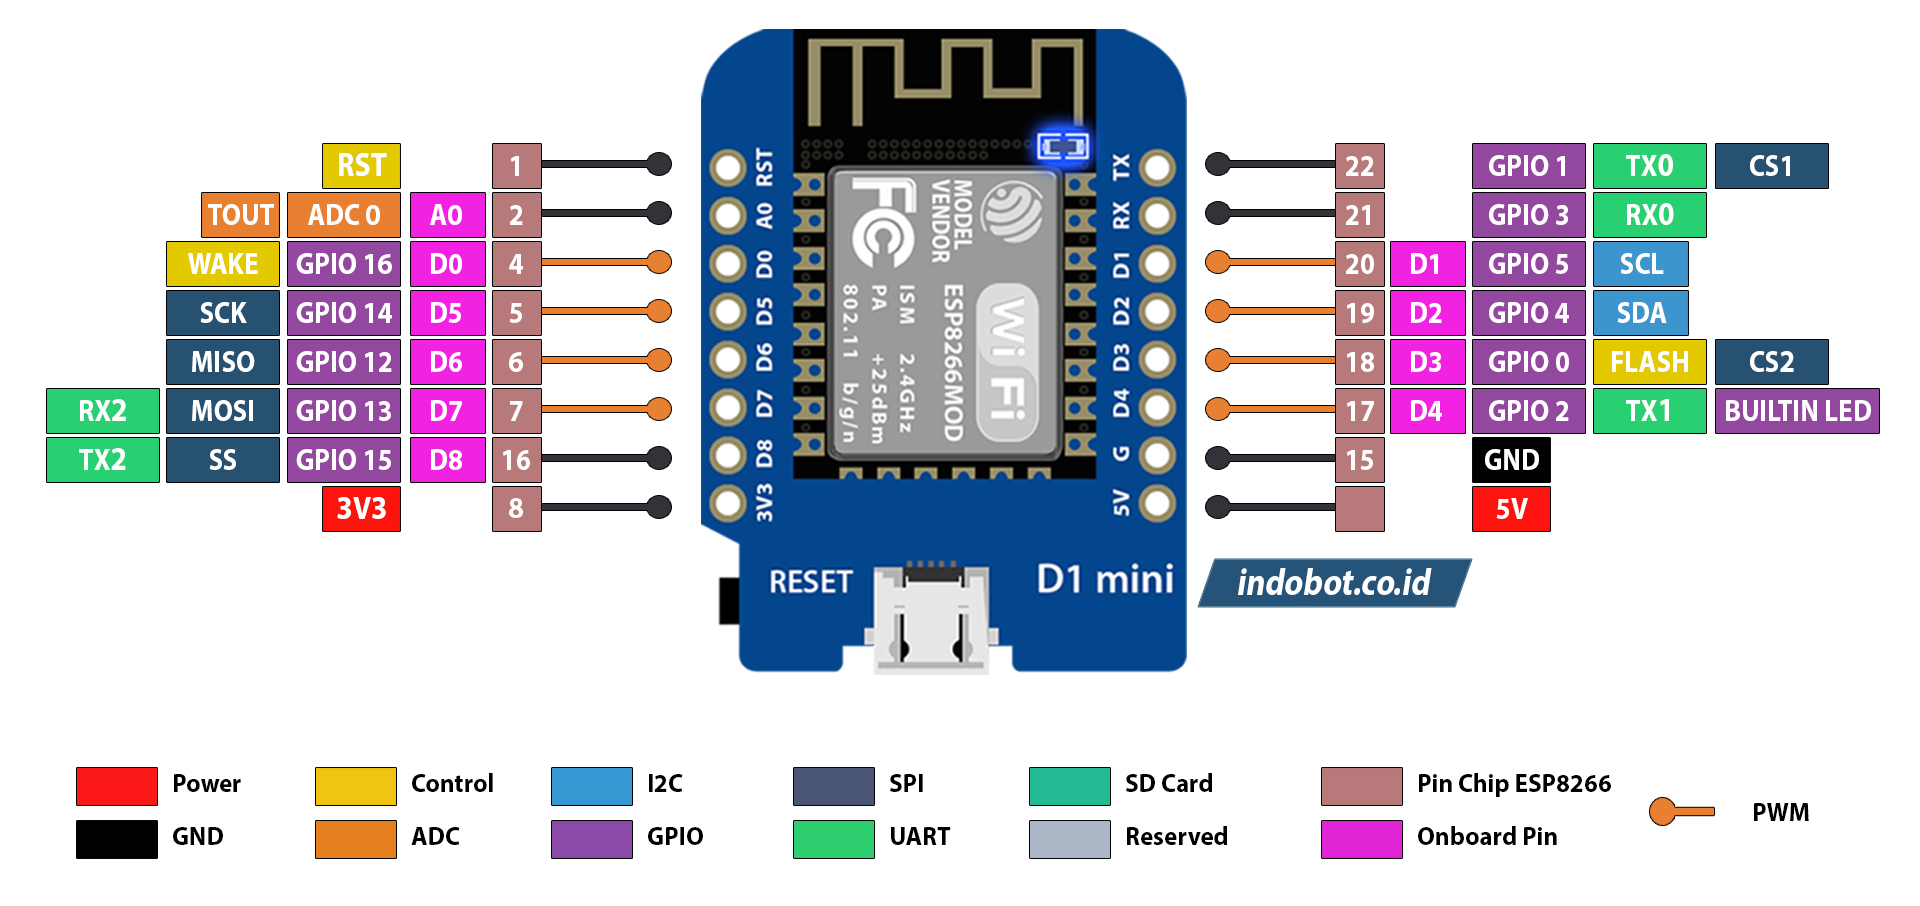 RST 1
TOUT ADC 0 A0 2
WAKE GPIO 16 D0 4
SCK GPIO 14 D5 5
MISO GPIO 12 D6 6
RX2 MOSI GPIO 13 D7 7
TX2 SS GPIO 15 D8 16
3V3 8
RST
A0
D0
D5
D6
D7
D8
3V3
MODEL
VENDOR
ESP8266MOD
ISM 2.4GHz
PA +25dBm
802.11 b/g/n
FC
Wi Fi
TX
RX
D1
D2
D3
D4
G
5V
RESET
D1 mini
22 GPIO 1 TX0 CS1
21 GPIO 3 RX0
20 D1 GPIO 5 SCL
19 D2 GPIO 4 SDA
18 D3 GPIO 0 FLASH CS2
17 D4 GPIO 2 TX1 BUILTIN LED
15 GND
5V
indobot.co.id
Power Control I2C SPI SD Card Pin Chip ESP8266
PWM
GND ADC GPIO UART Reserved Onboard Pin